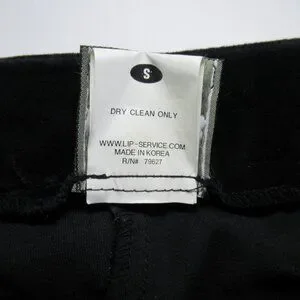 S
DRY CLEAN ONLY
WWW.LIP-SERVICE.COM
MADE IN KOREA
R/N# 79627